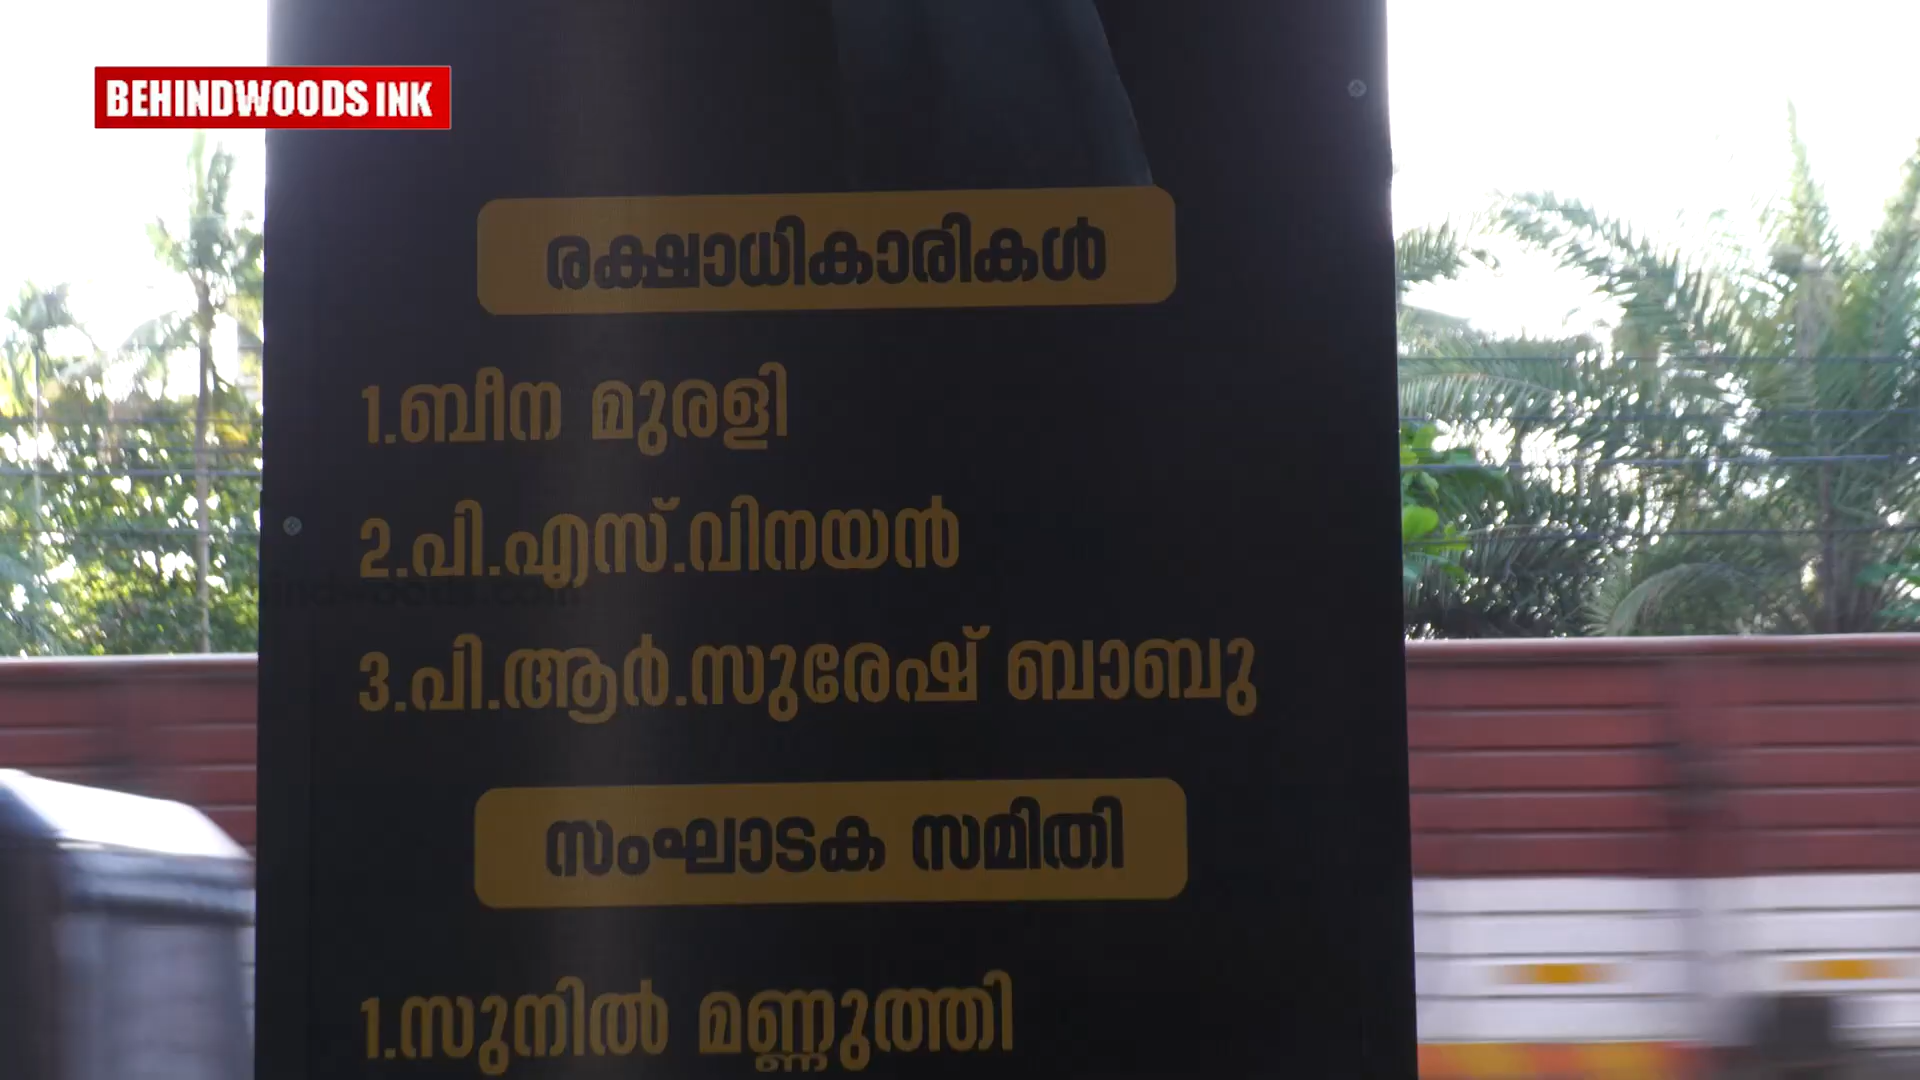 BEHINDWOODS INK
രക്ഷാധികാരികൾ
1.ബീന മുരളി
2.പി.എസ്.വിനയൻ
3.പി.ആർ.സുരേഷ് ബാബു
സംഘാടക സമിതി
1.സുനിൽ മണ്ണുത്തി